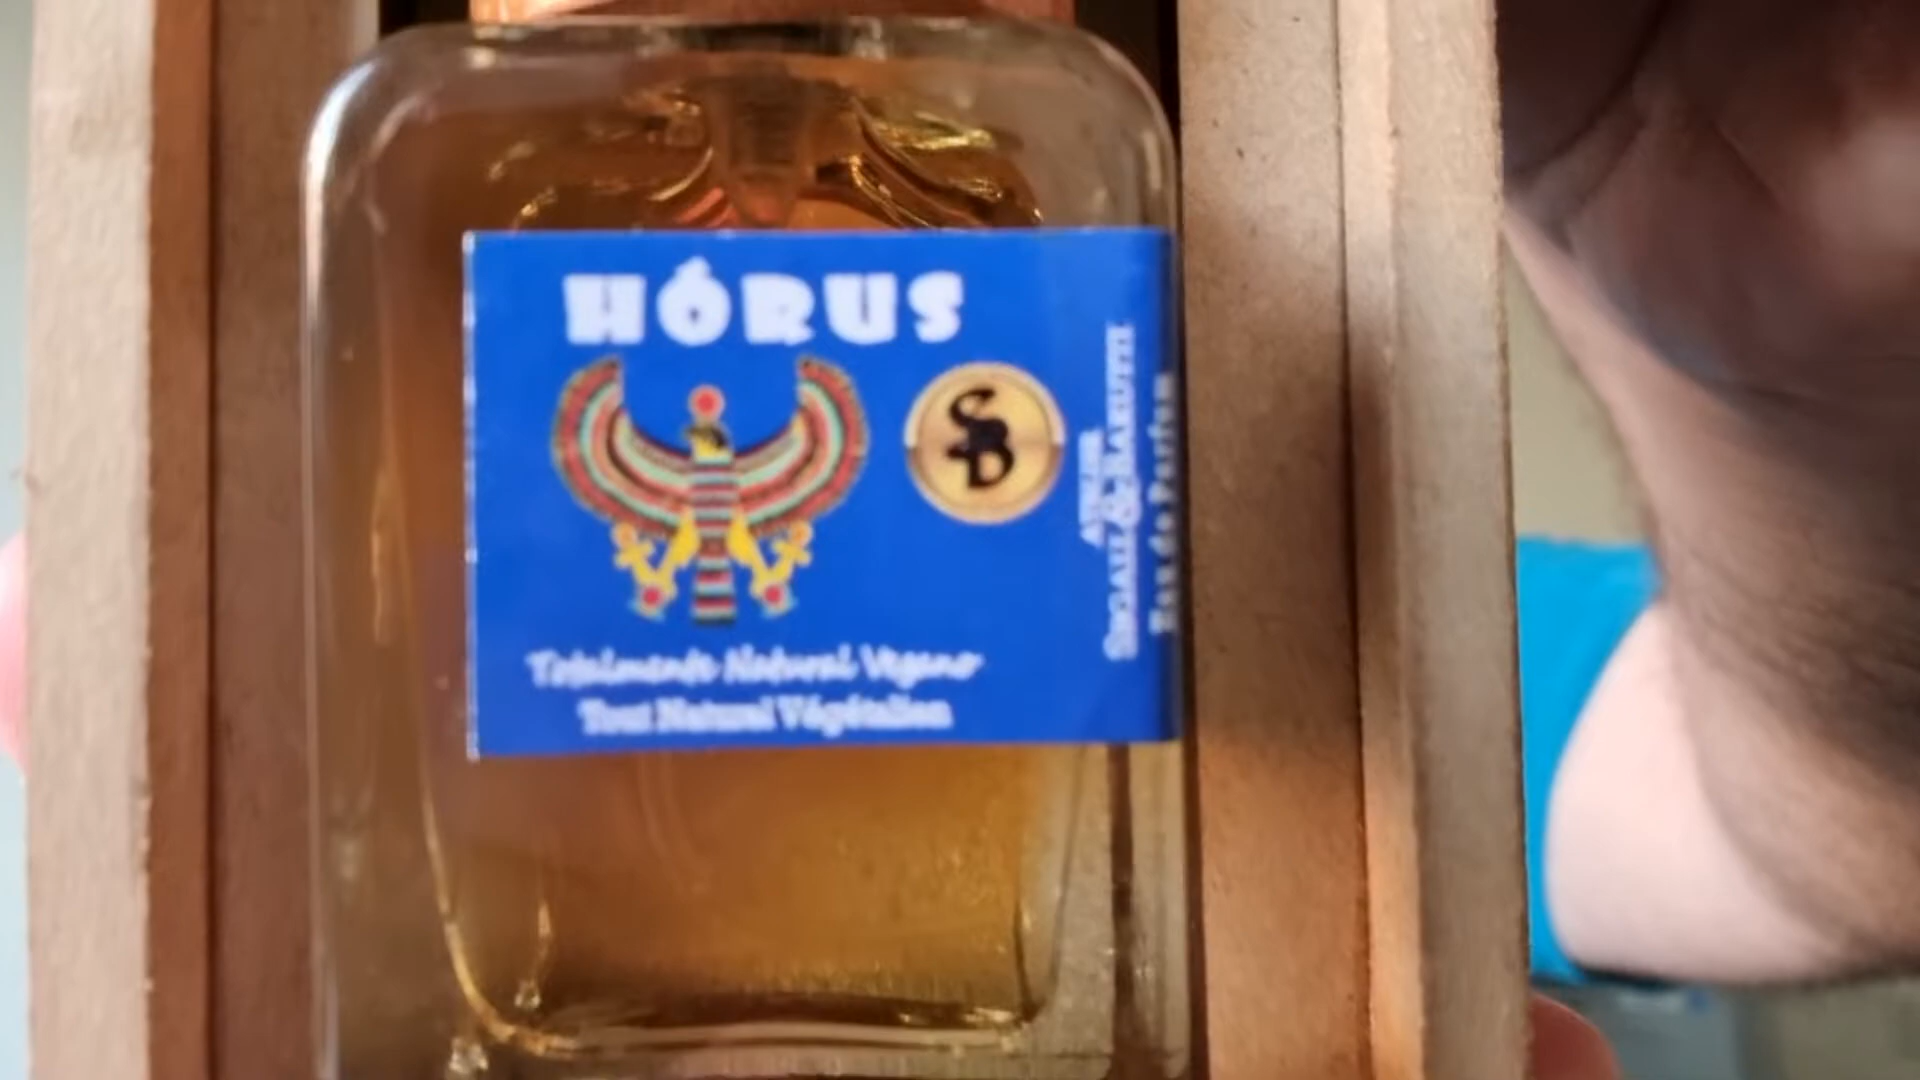 HÓRUS
SB
Totalmente Natural Vegano
Tout Naturel Végétalien
&
Eau de Parfum